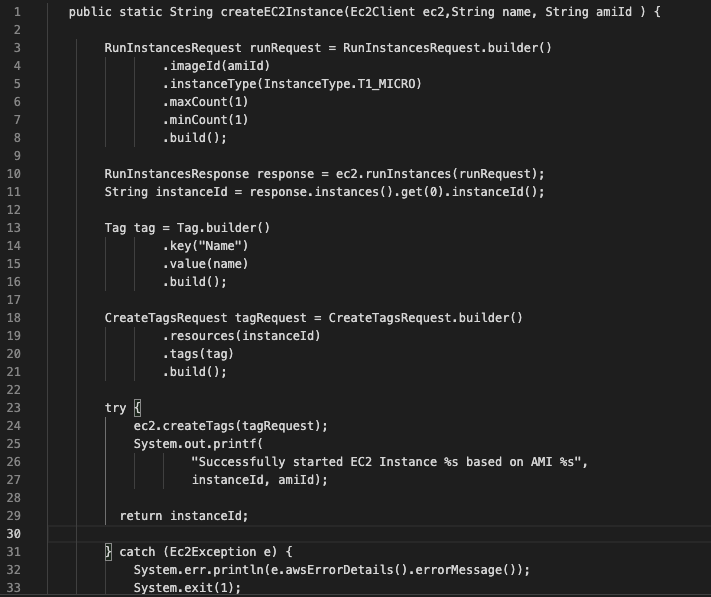 1 public static String createEC2Instance(Ec2Client ec2,String name, String amiId ) {
2
3 RunInstancesRequest runRequest = RunInstancesRequest.builder()
4 .imageId(amiId)
5 .instanceType(InstanceType.T1_MICRO)
6 .maxCount(1)
7 .minCount(1)
8 .build();
9
10 RunInstancesResponse response = ec2.runInstances(runRequest);
11 String instanceId = response.instances().get(0).instanceId();
12
13 Tag tag = Tag.builder()
14 .key("Name")
15 .value(name)
16 .build();
17
18 CreateTagsRequest tagRequest = CreateTagsRequest.builder()
19 .resources(instanceId)
20 .tags(tag)
21 .build();
22
23 try {
24 ec2.createTags(tagRequest);
25 System.out.printf(
26 "Successfully started EC2 Instance %s based on AMI %s",
27 instanceId, amiId);
28
29 return instanceId;
30
31 } catch (Ec2Exception e) {
32 System.err.println(e.awsErrorDetails().errorMessage());
33 System.exit(1);